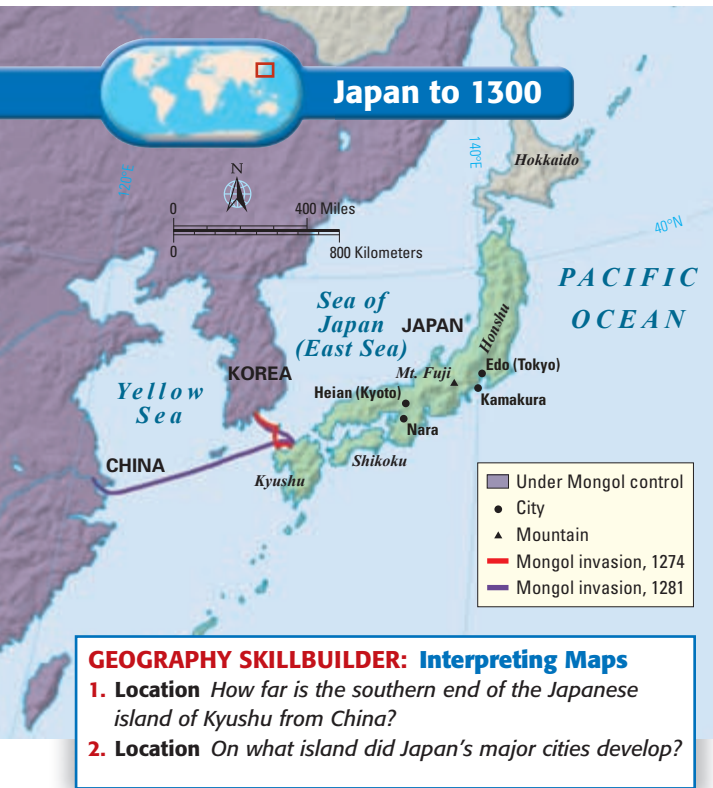 Japan to 1300
Hokkaido
140°E
N
0 400 Miles
0 800 Kilometers
40°N
PACIFIC
OCEAN
Sea of
Japan
(East Sea)
JAPAN
Honshu
KOREA
Mt. Fuji
Edo (Tokyo)
Yellow
Sea
Heian (Kyoto)
Kamakura
Nara
CHINA
Shikoku
Kyushu
Under Mongol control
City
Mountain
Mongol invasion, 1274
Mongol invasion, 1281
GEOGRAPHY SKILLBUILDER: Interpreting Maps
1. Location How far is the southern end of the Japanese
island of Kyushu from China?
2. Location On what island did Japan's major cities develop?